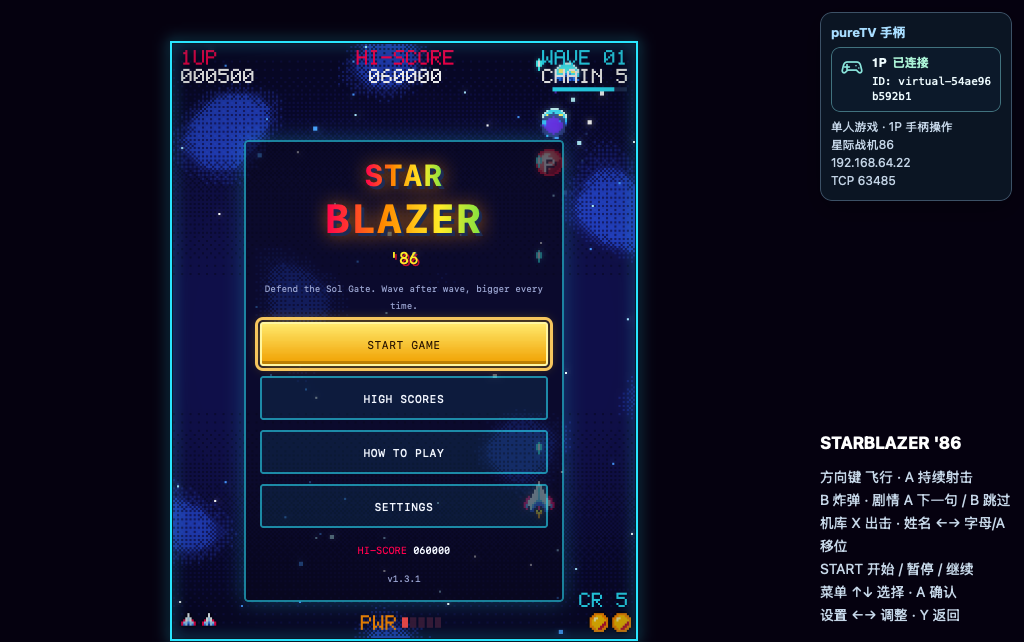 1UP HI-SCORE WAVE 01
000500 060000 CHAIN 5
P
STAR
BLAZER
'86
Defend the Sol Gate. Wave after wave, bigger every
time.
START GAME
HIGH SCORES
HOW TO PLAY
SETTINGS
HI-SCORE 060000
v1.3.1
CR 5
PWR
pureTV 手柄
1P 已连接
ID: virtual-54ae96
b592b1
单人游戏 · 1P 手柄操作
星际战机86
192.168.64.22
TCP 63485
STARBLAZER '86
方向键 飞行 · A 持续射击
B 炸弹 · 剧情 A 下一句 / B 跳过
机库 X 出击 · 姓名 ←→ 字母/A
移位
START 开始 / 暂停 / 继续
菜单 ↑↓ 选择 · A 确认
设置 ←→ 调整 · Y 返回